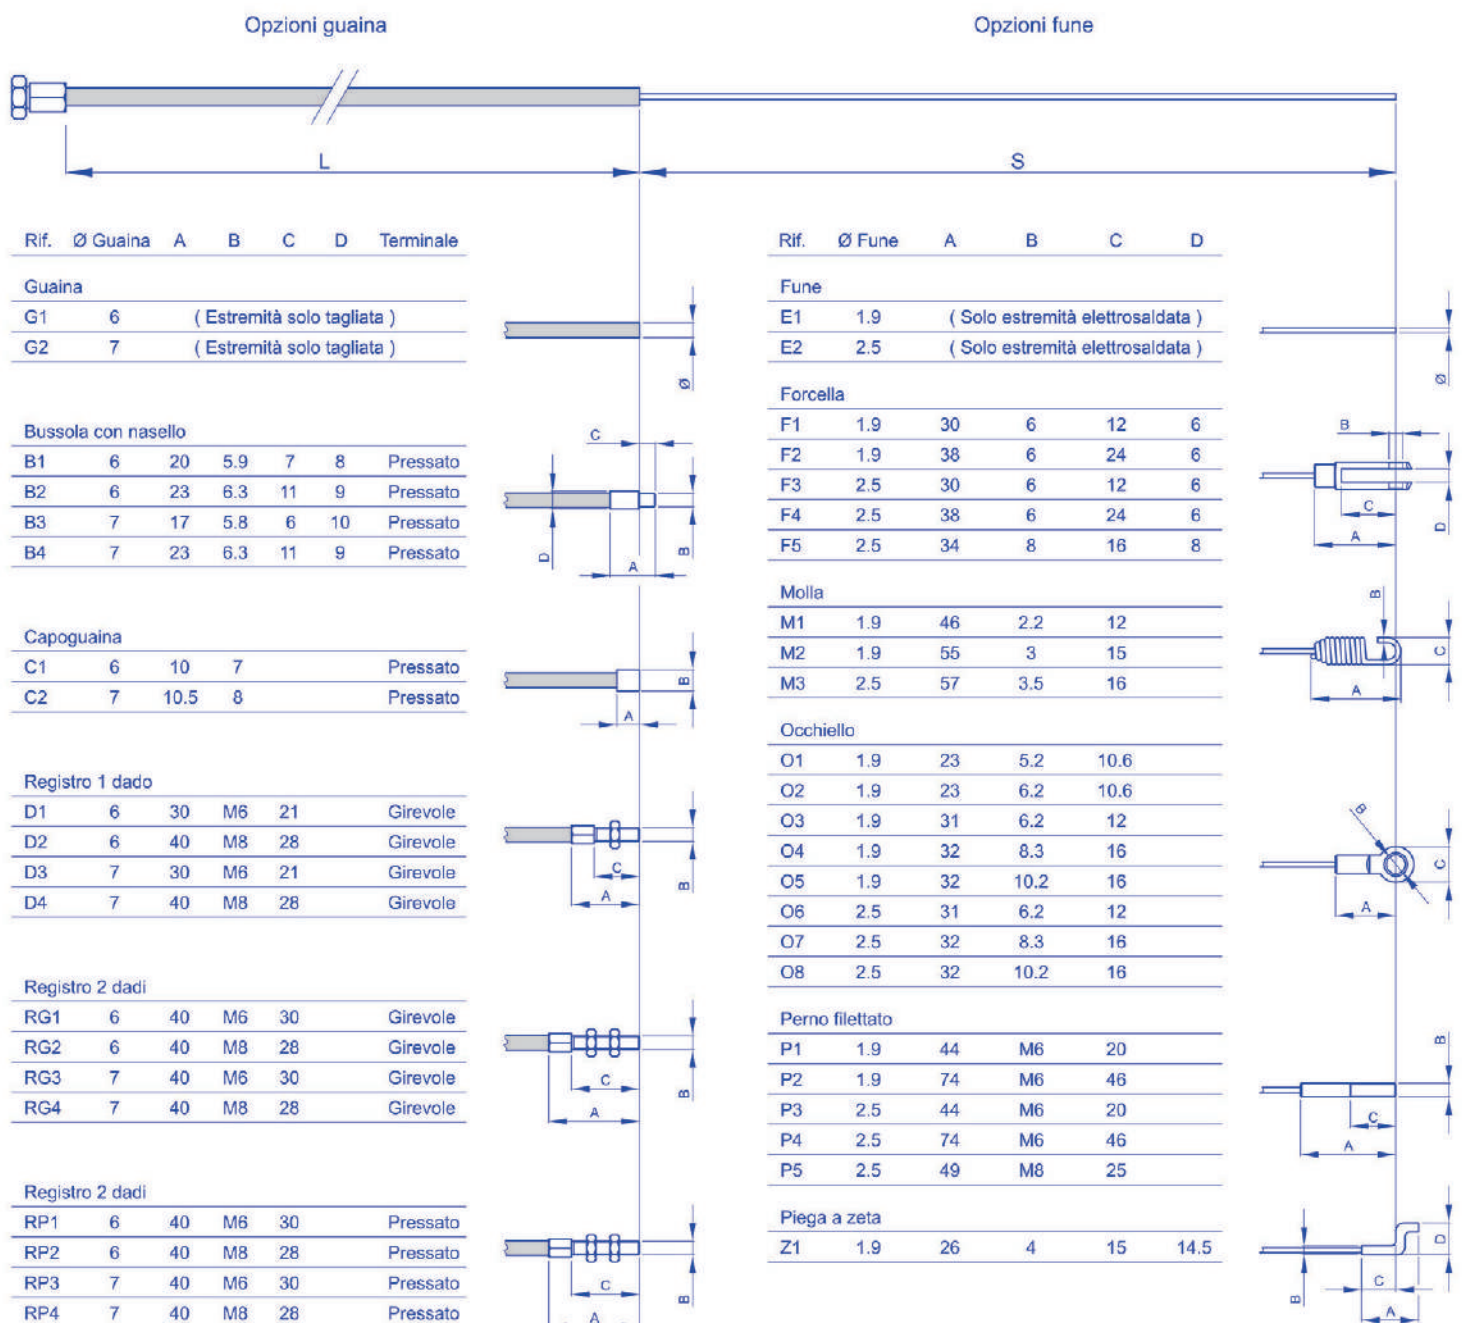 Opzioni guaina
Opzioni fune
L
S
Rif. Ø Guaina A B C D Terminale
Guaina
G1 6 ( Estremità solo tagliata )
G2 7 ( Estremità solo tagliata )
Ø
Bussola con nasello
B1 6 20 5.9 7 8 Pressato
B2 6 23 6.3 11 9 Pressato
B3 7 17 5.8 6 10 Pressato
B4 7 23 6.3 11 9 Pressato
C
D
A
B
Capoguaina
C1 6 10 7 Pressato
C2 7 10.5 8 Pressato
B
A
Registro 1 dado
D1 6 30 M6 21 Girevole
D2 6 40 M8 28 Girevole
D3 7 30 M6 21 Girevole
D4 7 40 M8 28 Girevole
C
A
B
Registro 2 dadi
RG1 6 40 M6 30 Girevole
RG2 6 40 M8 28 Girevole
RG3 7 40 M6 30 Girevole
RG4 7 40 M8 28 Girevole
C
A
B
Registro 2 dadi
RP1 6 40 M6 30 Pressato
RP2 6 40 M8 28 Pressato
RP3 7 40 M6 30 Pressato
RP4 7 40 M8 28 Pressato
C
A
B
Rif. Ø Fune A B C D
Fune
E1 1.9 ( Solo estremità elettrosaldata )
E2 2.5 ( Solo estremità elettrosaldata )
Ø
Forcella
F1 1.9 30 6 12 6
F2 1.9 38 6 24 6
F3 2.5 30 6 12 6
F4 2.5 38 6 24 6
F5 2.5 34 8 16 8
B
C
A
D
Molla
M1 1.9 46 2.2 12
M2 1.9 55 3 15
M3 2.5 57 3.5 16
B
C
A
Occhiello
O1 1.9 23 5.2 10.6
O2 1.9 23 6.2 10.6
O3 1.9 31 6.2 12
O4 1.9 32 8.3 16
O5 1.9 32 10.2 16
O6 2.5 31 6.2 12
O7 2.5 32 8.3 16
O8 2.5 32 10.2 16
B
C
A
Perno filettato
P1 1.9 44 M6 20
P2 1.9 74 M6 46
P3 2.5 44 M6 20
P4 2.5 74 M6 46
P5 2.5 49 M8 25
B
C
A
Piega a zeta
Z1 1.9 26 4 15 14.5
D
C
B
A